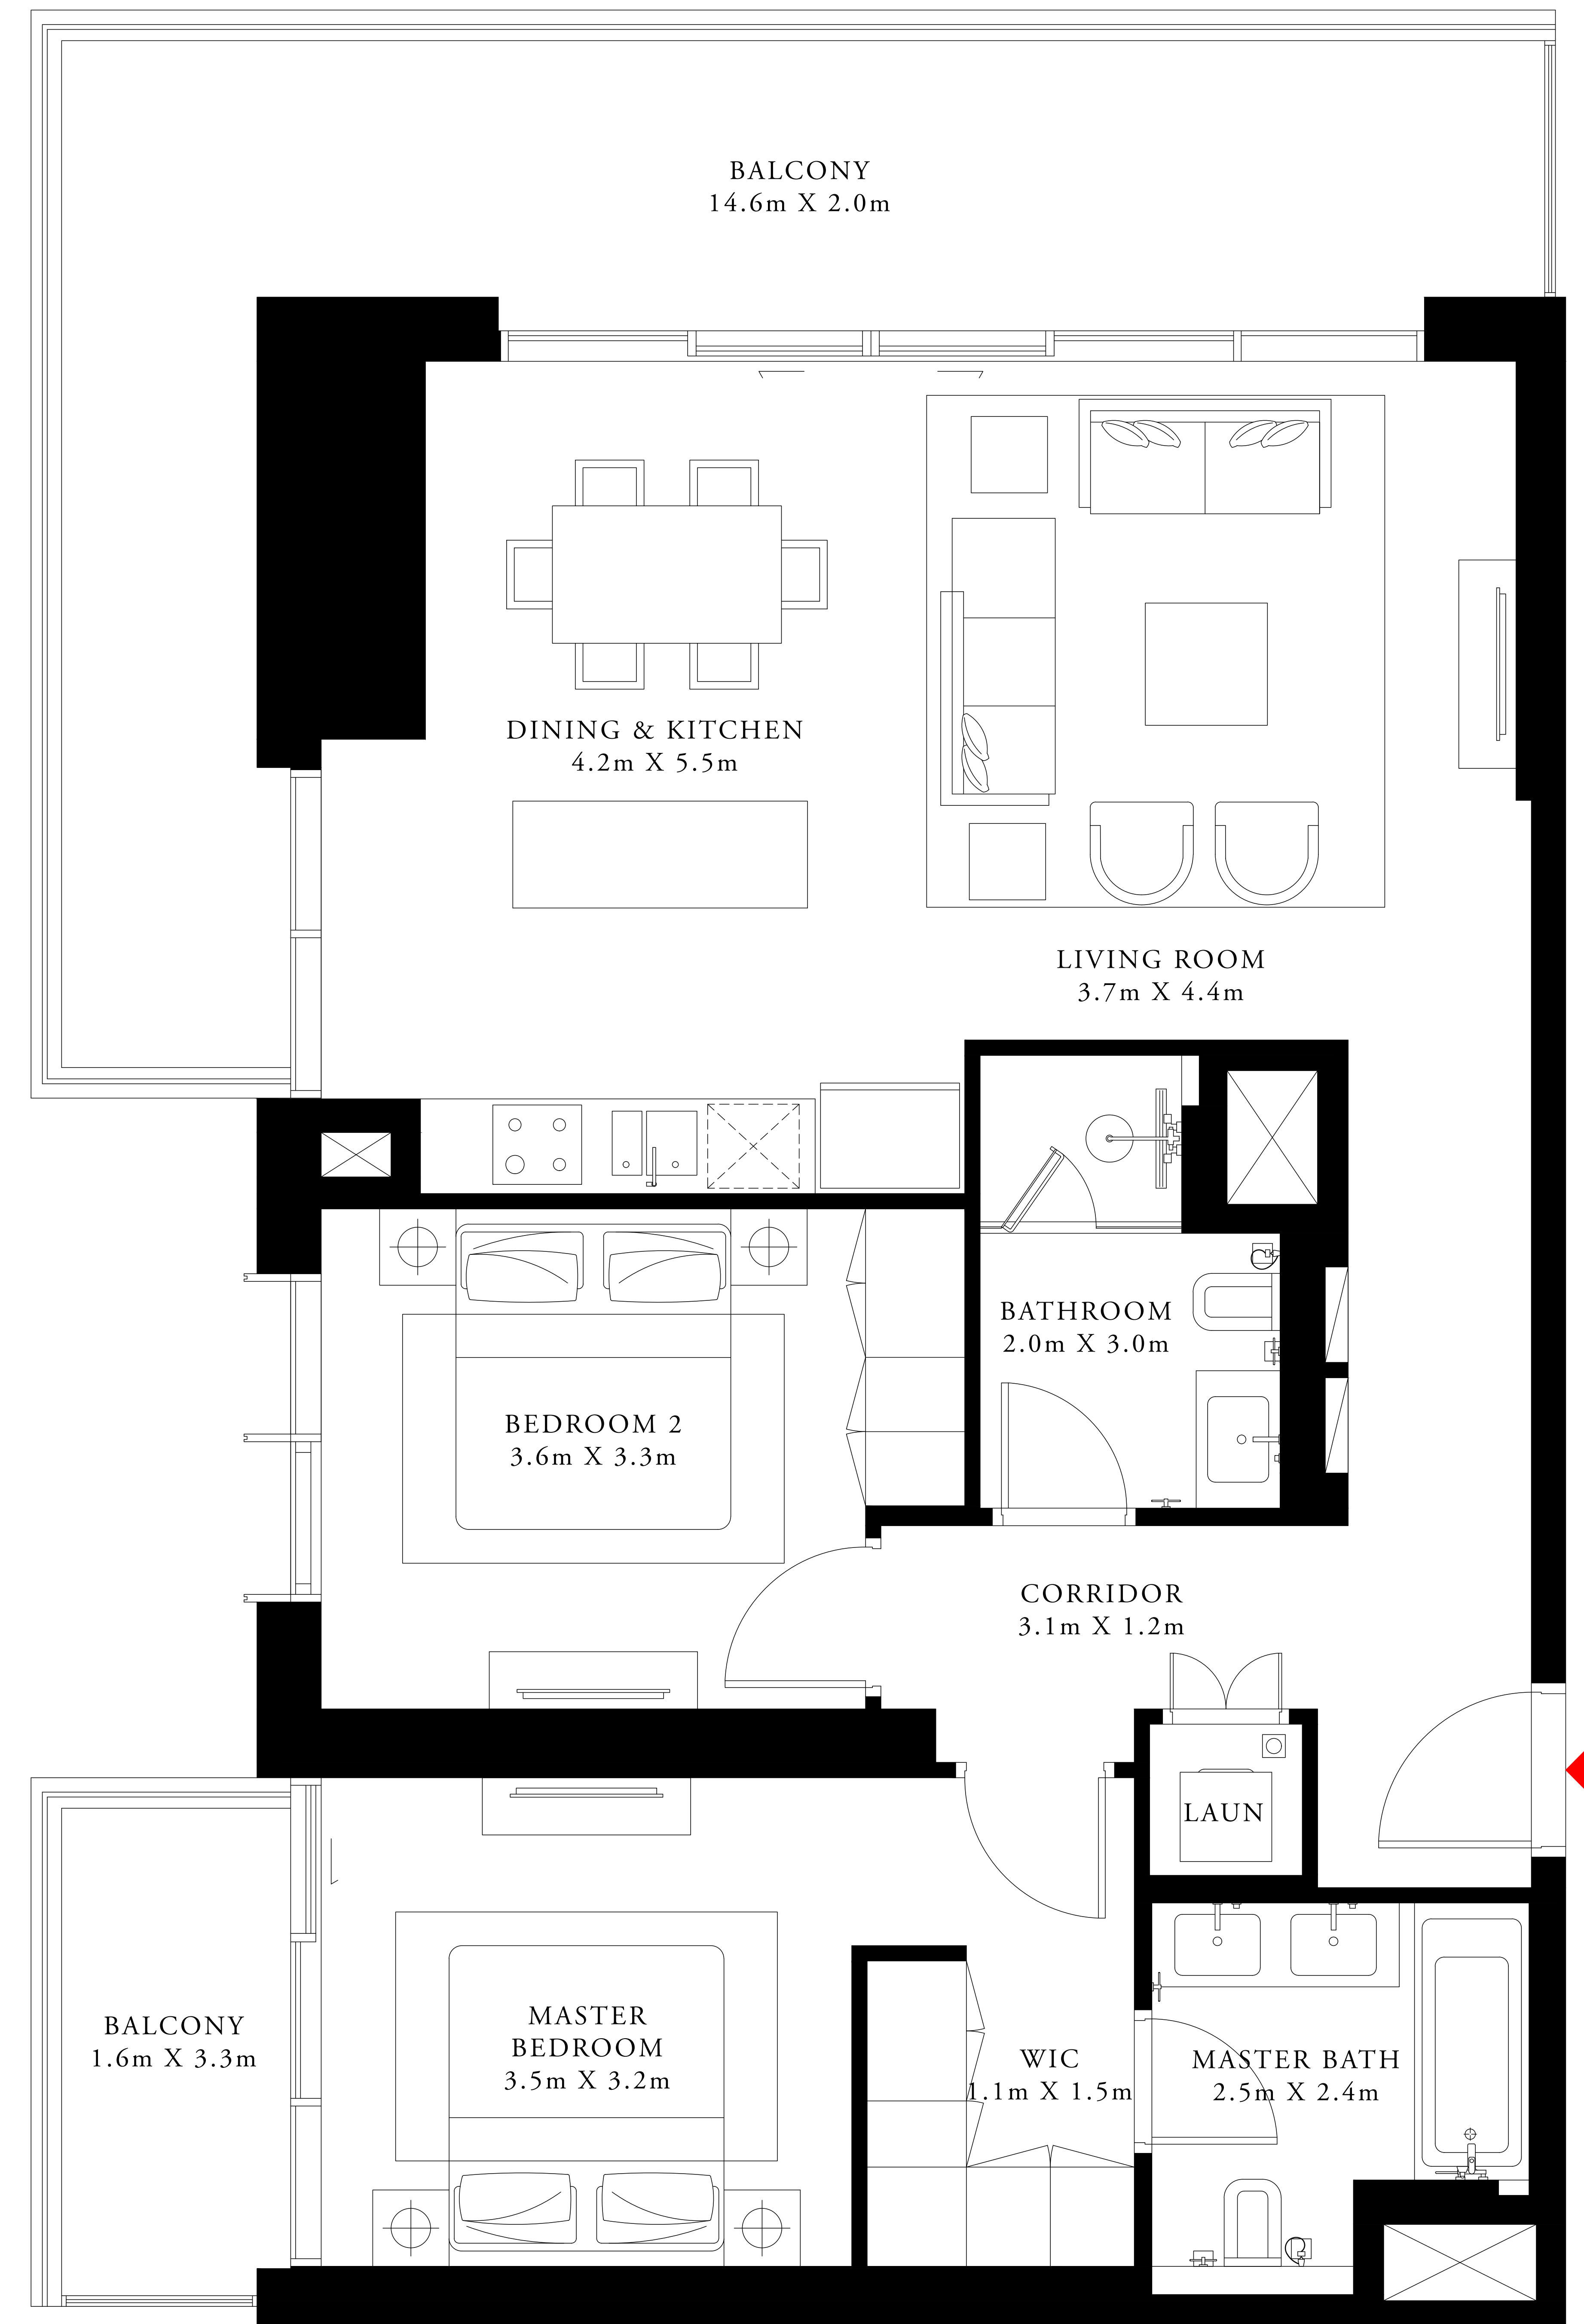 BALCONY
14.6m X 2.0m
DINING & KITCHEN
4.2m X 5.5m
LIVING ROOM
3.7m X 4.4m
BATHROOM
2.0m X 3.0m
BEDROOM 2
3.6m X 3.3m
CORRIDOR
3.1m X 1.2m
LAUN
BALCONY
1.6m X 3.3m
MASTER
BEDROOM
3.5m X 3.2m
WIC
1.1m X 1.5m
MASTER BATH
2.5m X 2.4m